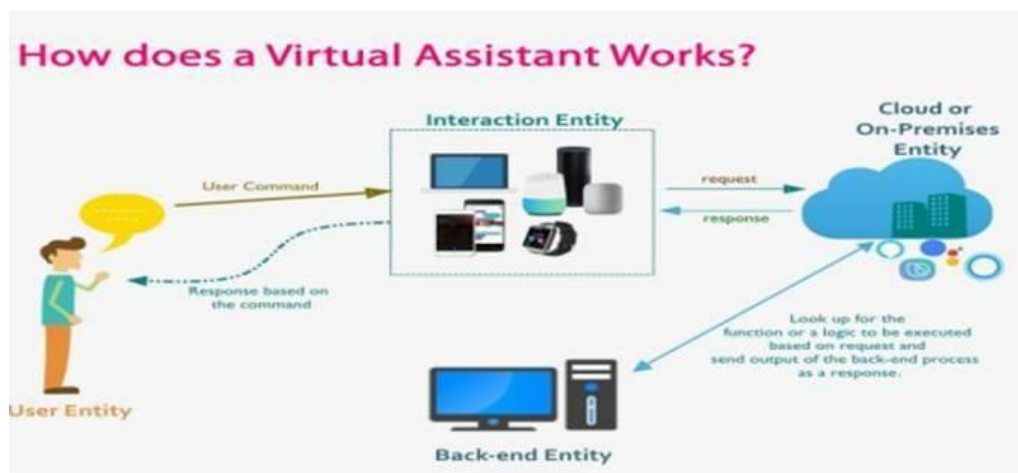 How does a Virtual Assistant Works?
Interaction Entity
Cloud or
On-Premises
Entity
User Command
request
response
Response based on
the command
Look up for the
function or a logic to be executed
based on request and
send output of the back-end process
as a response.
User Entity
Back-end Entity